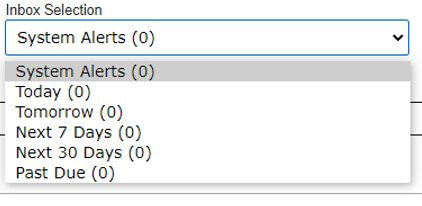 Inbox Selection
System Alerts (0)
System Alerts (0)
Today (0)
Tomorrow (0)
Next 7 Days (0)
Next 30 Days (0)
Past Due (0)